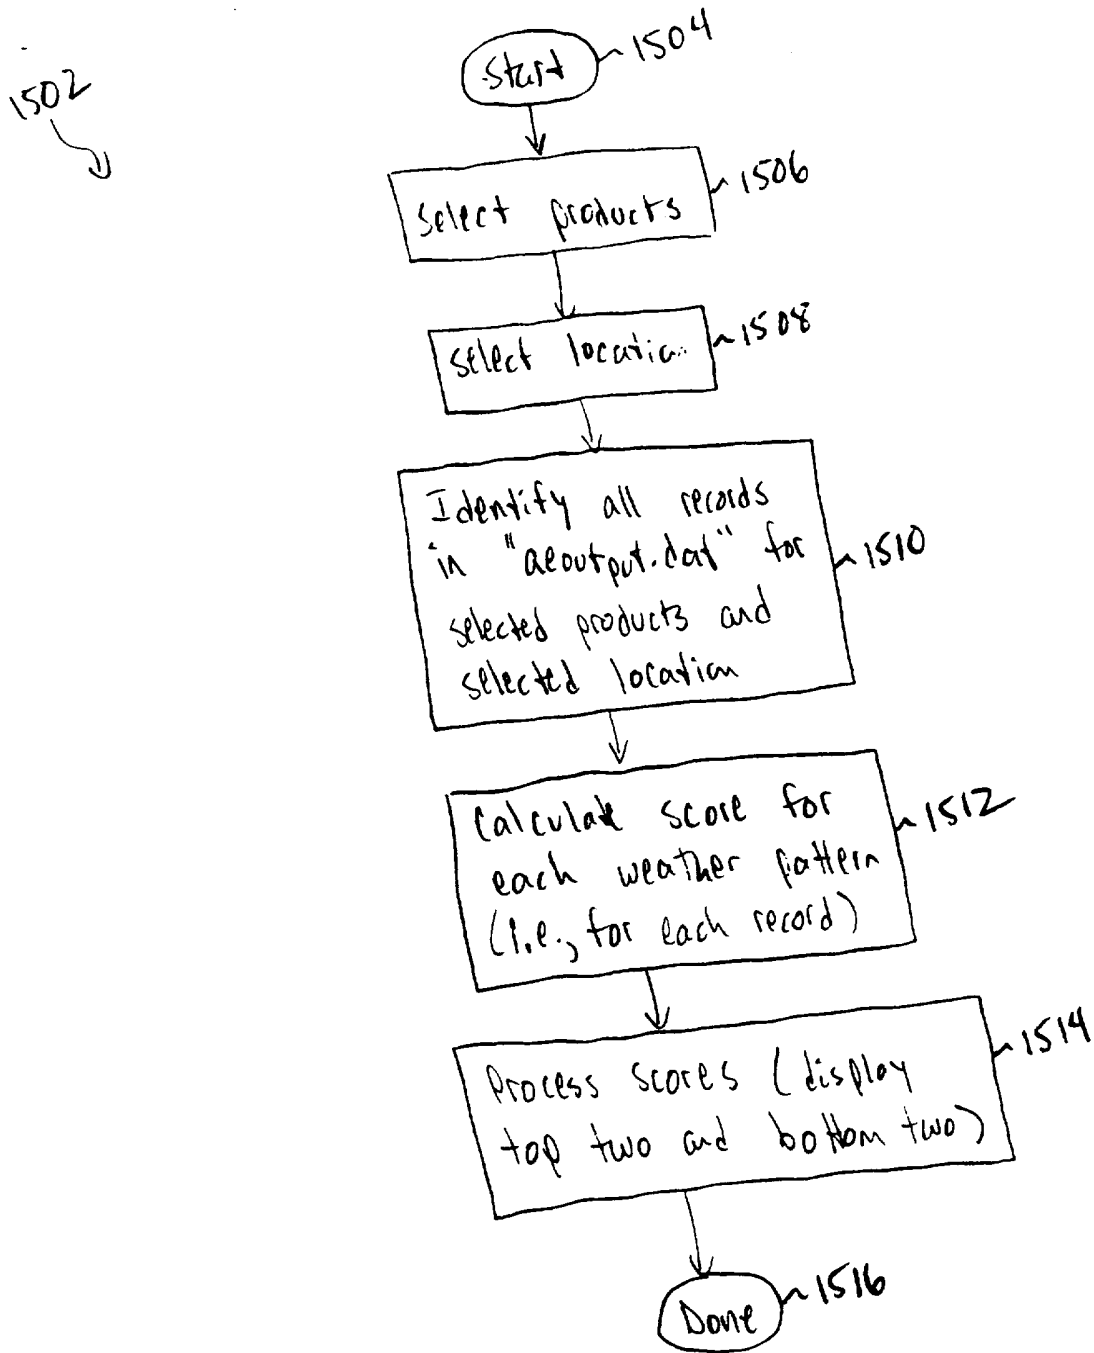 1502
Start
1504
select products
1506
select location
1508
Identify all records
in "aeoutput.dat" for
selected products and
selected location
1510
Calculate score for
each weather pattern
(i.e., for each record)
1512
Process scores (display
top two and bottom two)
1514
Done
1516